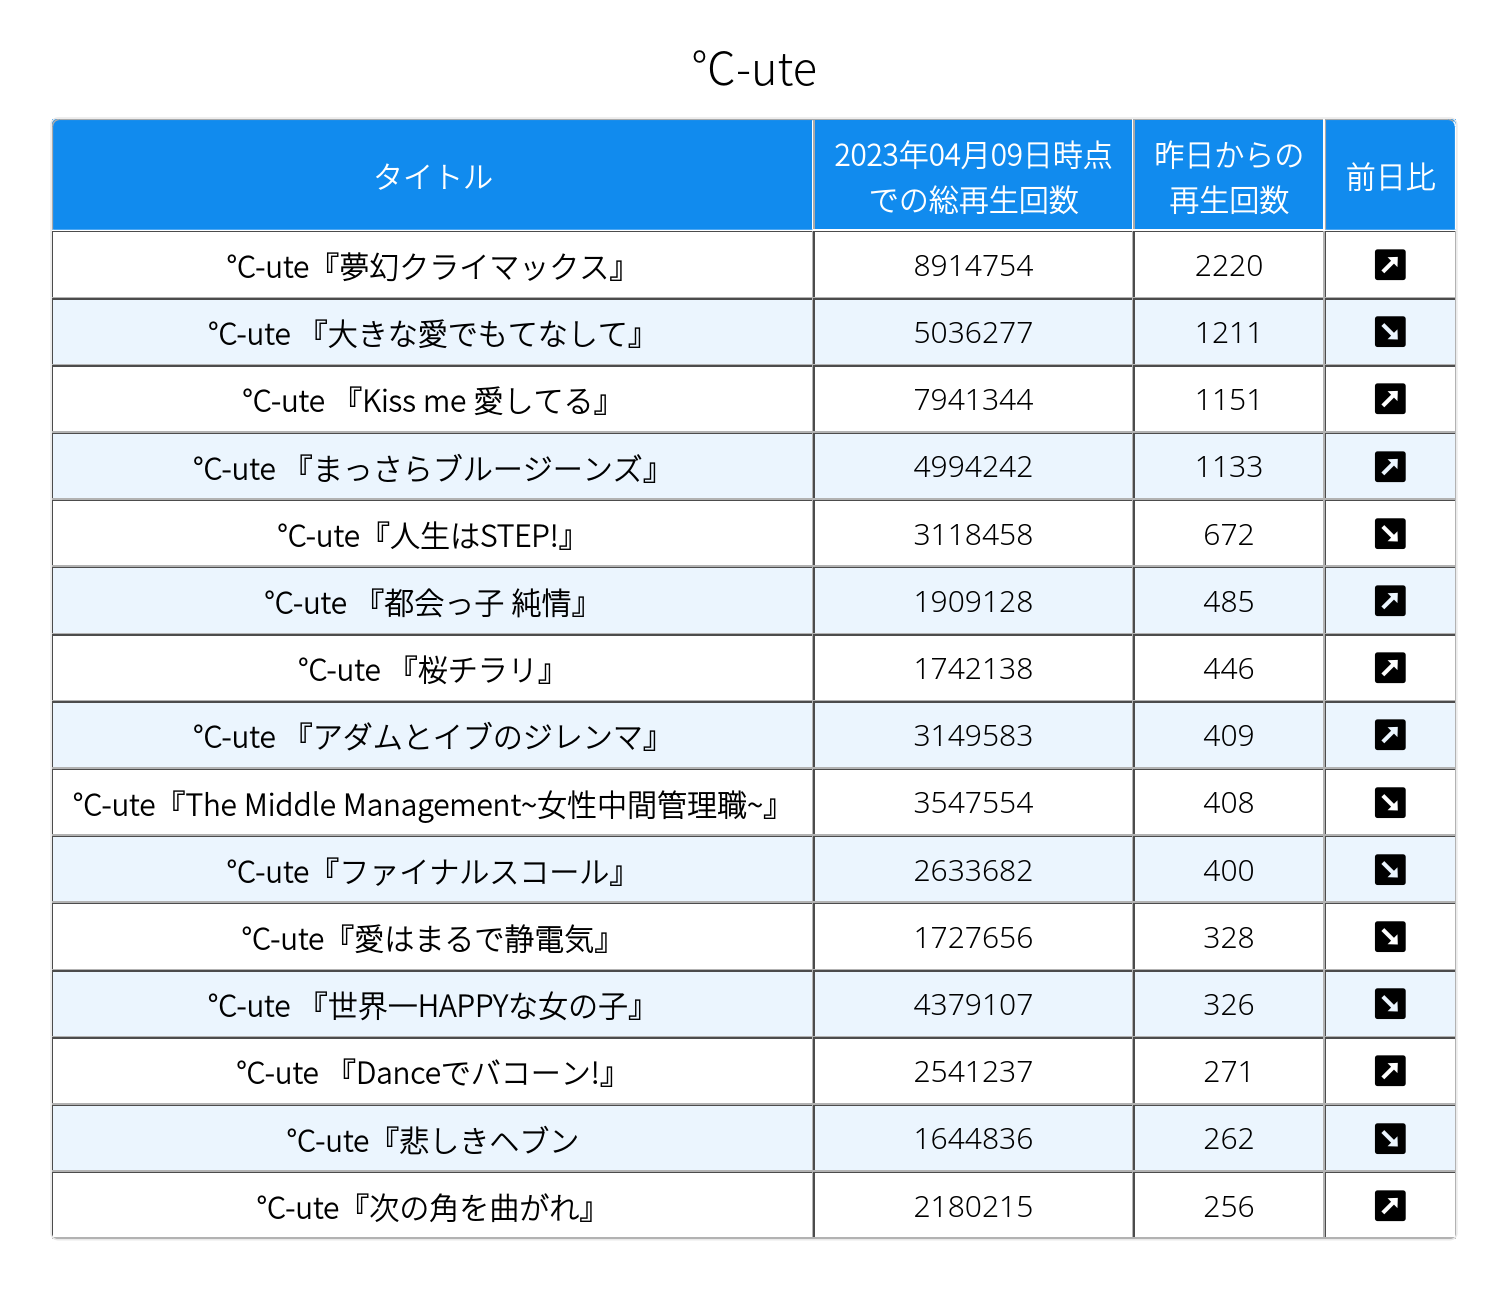 ℃-ute
タイトル
2023年04月09日時点
での総再生回数
昨日からの
再生回数
前日比
℃-ute『夢幻クライマックス』 8914754 2220
℃-ute 『大きな愛でもてなして』 5036277 1211
℃-ute 『Kiss me 愛してる』 7941344 1151
℃-ute 『まっさらブルージーンズ』 4994242 1133
℃-ute『人生はSTEP!』 3118458 672
℃-ute 『都会っ子 純情』 1909128 485
℃-ute 『桜チラリ』 1742138 446
℃-ute 『アダムとイブのジレンマ』 3149583 409
℃-ute『The Middle Management~女性中間管理職~』 3547554 408
℃-ute『ファイナルスコール』 2633682 400
℃-ute『愛はまるで静電気』 1727656 328
℃-ute 『世界一HAPPYな女の子』 4379107 326
℃-ute 『Danceでバコーン!』 2541237 271
℃-ute『悲しきヘブン 1644836 262
℃-ute『次の角を曲がれ』 2180215 256